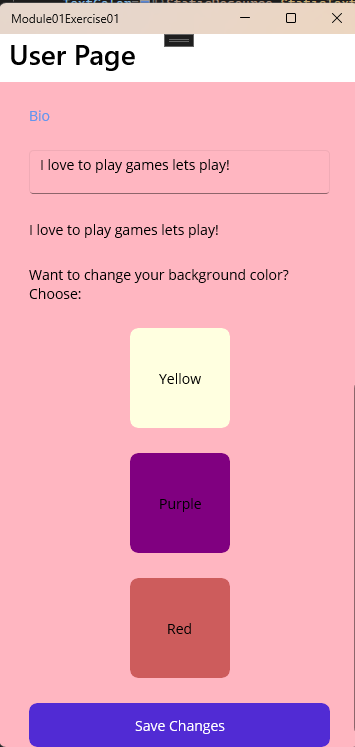 Module01Exercise01
User Page
Bio
I love to play games lets play!
I love to play games lets play!
Want to change your background color?
Choose:
Yellow
Purple
Red
Save Changes